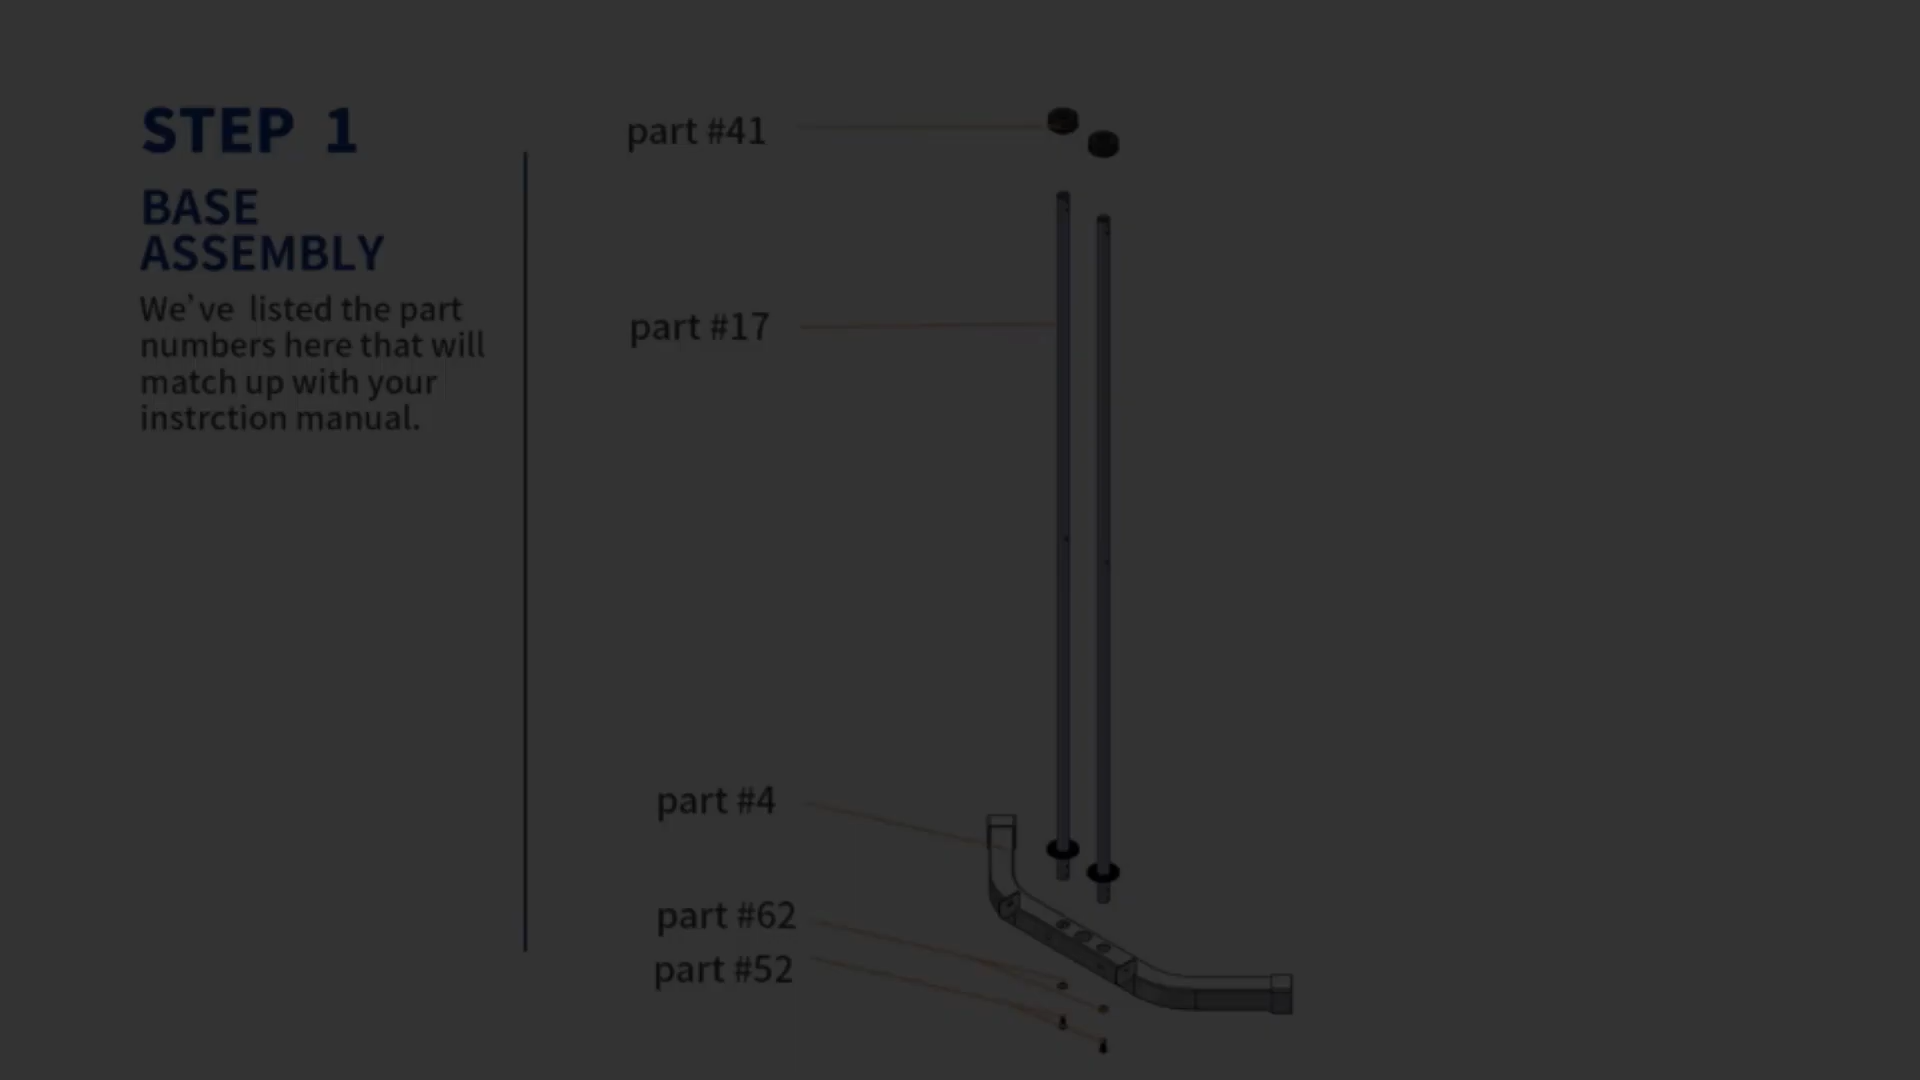 STEP 1
BASE
ASSEMBLY
We’ve listed the part
numbers here that will
match up with your
instrction manual.
part #41
part #17
part #4
part #62
part #52